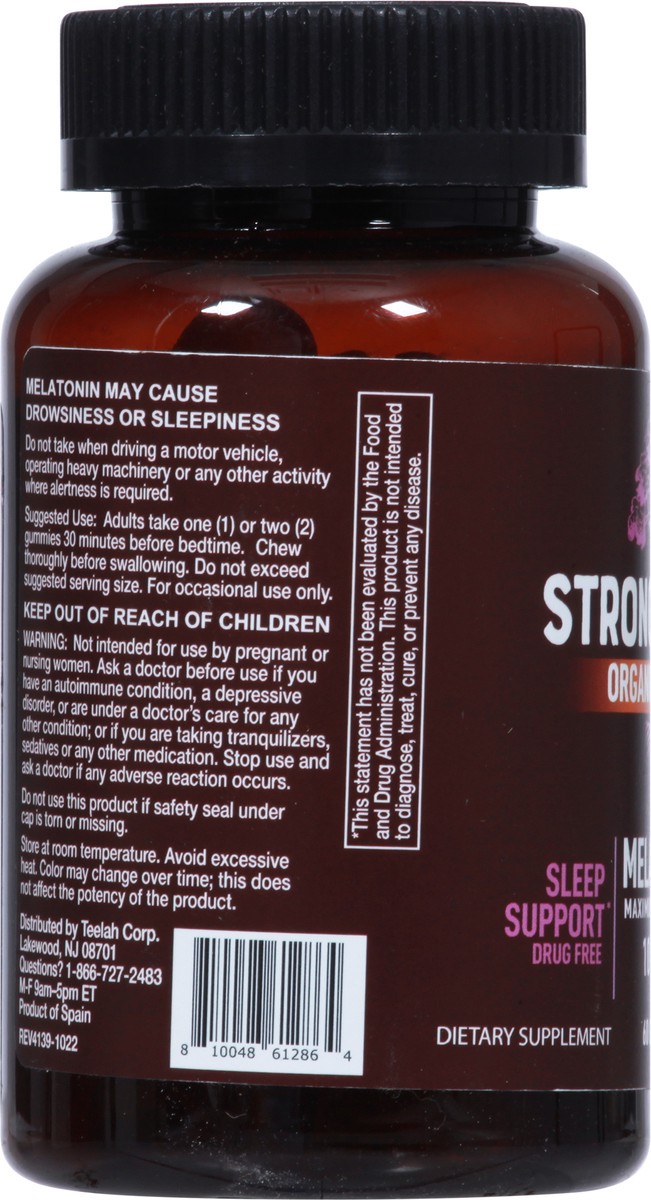 MELATONIN MAY CAUSE
DROWSINESS OR SLEEPINESS
Do not take when driving a motor vehicle,
operating heavy machinery or any other activity
where alertness is required.
Suggested Use: Adults take one (1) or two (2)
gummies 30 minutes before bedtime. Chew
thoroughly before swallowing. Do not exceed
suggested serving size. For occasional use only.
KEEP OUT OF REACH OF CHILDREN
WARNING: Not intended for use by pregnant or
nursing women. Ask a doctor before use if you
have an autoimmune condition, a depressive
disorder, or are under a doctor's care for any
other condition; or if you are taking tranquilizers,
sedatives or any other medication. Stop use and
ask a doctor if any adverse reaction occurs.
Do not use this product if safety seal under
cap is torn or missing.
Store at room temperature. Avoid excessive
heat. Color may change over time; this does
not affect the potency of the product.
Distributed by Teelah Corp.
Lakewood, NJ 08701
Questions? 1-866-727-2483
M-F 9am-5pm ET
Product of Spain
REV4139-1022
8 10048 61286 4
*This statement has not been evaluated by the Food
and Drug Administration. This product is not intended
to diagnose, treat, cure, or prevent any disease.
STRON
ORGAN
SLEEP
SUPPORT*
DRUG FREE
MEL
MAXIM
DIETARY SUPPLEMENT
60